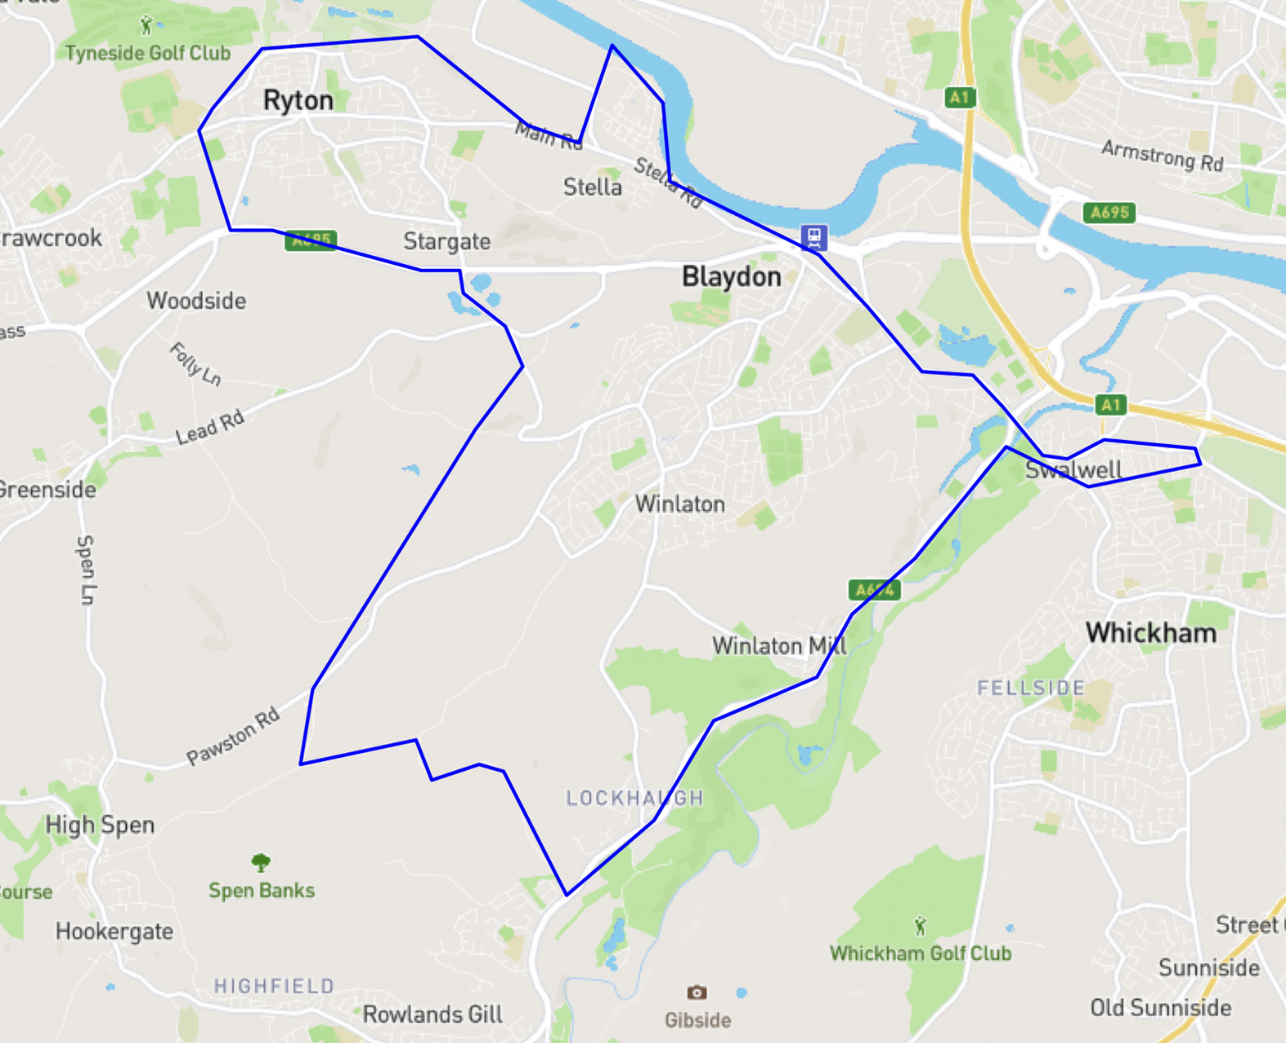 Tyneside Golf Club
Ryton
A1
Main Rd
Armstrong Rd
Stella Rd
Stella
A695
rawcrook
A695
Stargate
Blaydon
Woodside
ass
Folly Ln
A1
Lead Rd
Swalwell
Greenside
Winlaton
Spen Ln
Whickham
Winlaton Mill
FELLSIDE
Pawston Rd
LOCKHAUGH
High Spen
Spen Banks
ourse
Street
Hookergate
Whickham Golf Club
Sunniside
HIGHFIELD
Old Sunniside
Rowlands Gill
Gibside